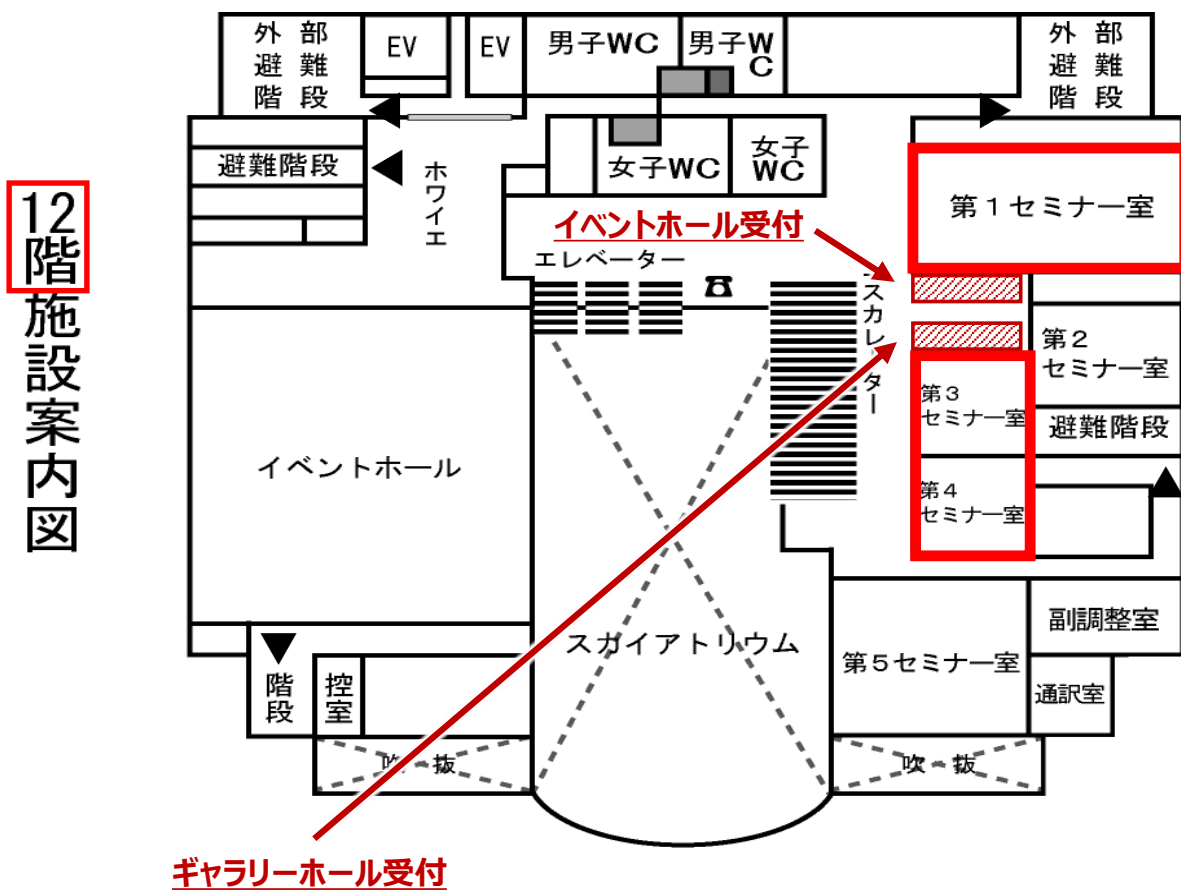 12階施設案内図
外部
避難
階段
EV
EV
男子WC
男子W
C
外部
避難
階段
避難階段
ホワイエ
女子WC
女子
WC
第1セミナー室
イベントホール受付
エレベーター
エスカレーター
第2
セミナー室
第3
セミナー室
避難階段
イベントホール
第4
セミナー室
スカイアトリウム
副調整室
第5セミナー室
階段
控室
通訳室
吹抜
吹抜
ギャラリーホール受付